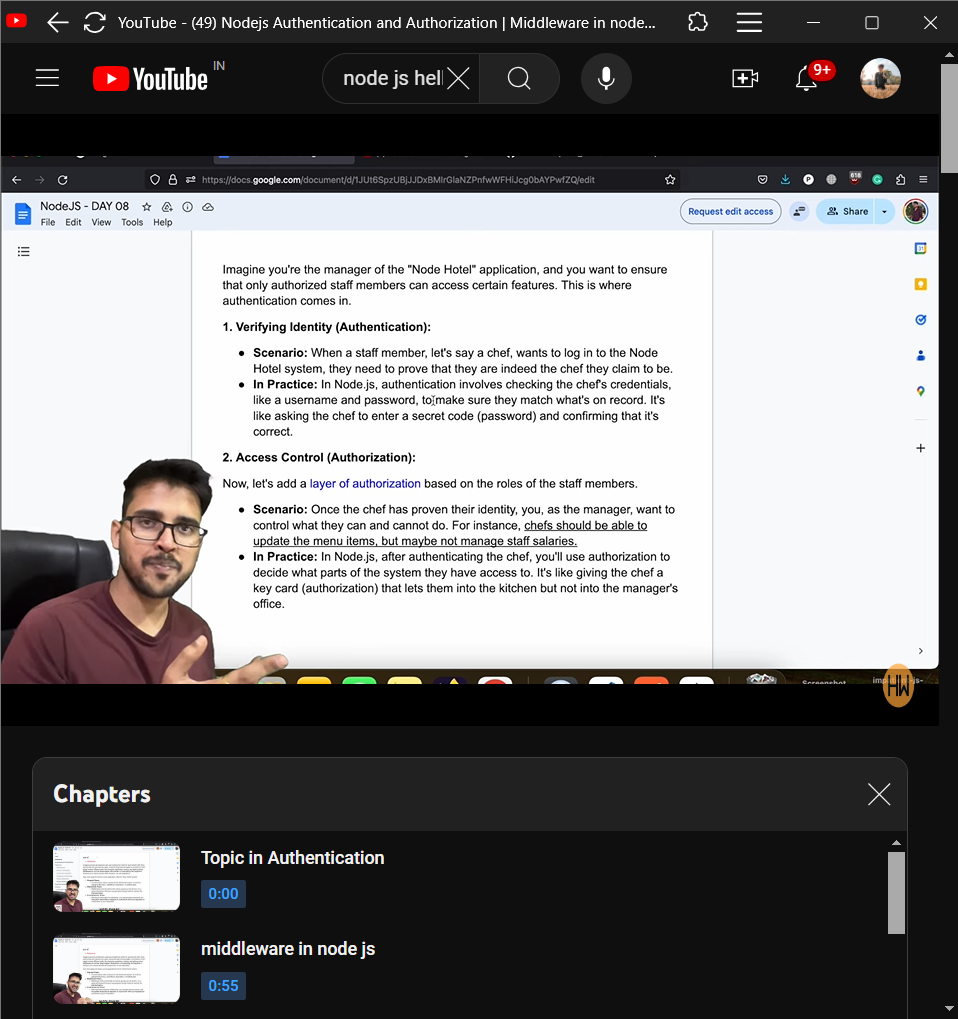 YouTube - (49) Nodejs Authentication and Authorization | Middleware in node...
YouTube IN
node js hel
9+
https://docs.google.com/document/d/1JUt6SpzUBjJJDxBMIrGlaNZPnfwWFHiJcg0bAYPwfZQ/edit
618
NodeJS - DAY 08
File Edit View Tools Help
Request edit access
Share
31
Imagine you're the manager of the "Node Hotel" application, and you want to ensure
that only authorized staff members can access certain features. This is where
authentication comes in.
1. Verifying Identity (Authentication):
● Scenario: When a staff member, let's say a chef, wants to log in to the Node
Hotel system, they need to prove that they are indeed the chef they claim to be.
● In Practice: In Node.js, authentication involves checking the chef's credentials,
like a username and password, to make sure they match what's on record. It's
like asking the chef to enter a secret code (password) and confirming that it's
correct.
2. Access Control (Authorization):
Now, let's add a layer of authorization based on the roles of the staff members.
● Scenario: Once the chef has proven their identity, you, as the manager, want to
control what they can and cannot do. For instance, chefs should be able to
update the menu items, but maybe not manage staff salaries.
● In Practice: In Node.js, after authenticating the chef, you'll use authorization to
decide what parts of the system they have access to. It's like giving the chef a
key card (authorization) that lets them into the kitchen but not into the manager's
office.
Screenshot
HW
Chapters
Topic in Authentication
0:00
middleware in node js
0:55